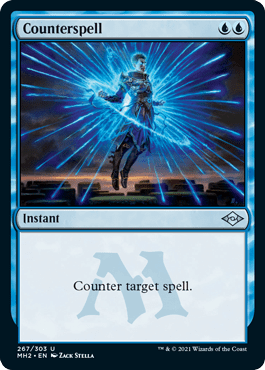 Counterspell
Instant
Counter target spell.
267/303 U
MH2 • EN Zack Stella
™ & © 2021 Wizards of the Coast